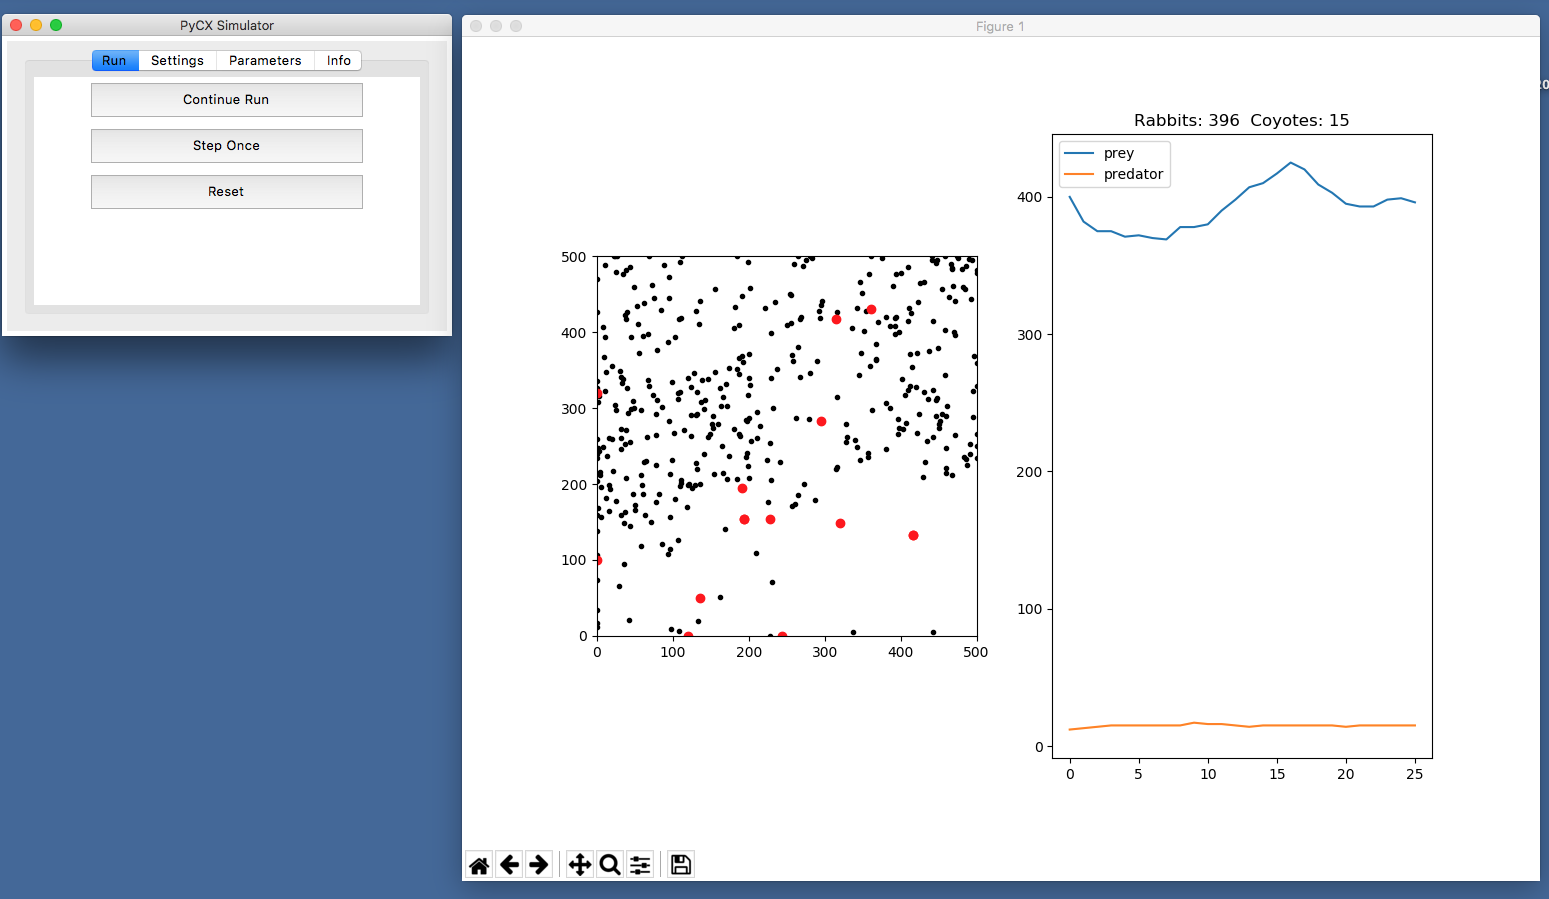 PyCX Simulator
Run Settings Parameters Info
Continue Run
Step Once
Reset
Figure 1
20
Rabbits: 396 Coyotes: 15
prey
predator
400
300
200
100
0
0 5 10 15 20 25
500
400
300
200
100
0
0 100 200 300 400 500